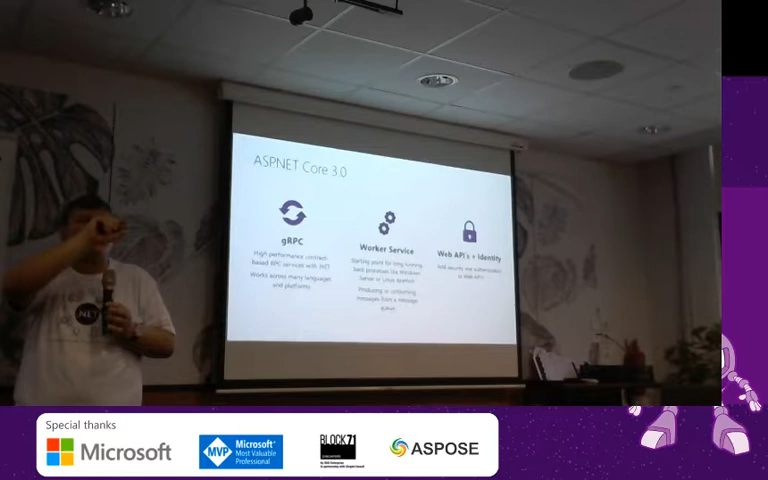 ASP.NET Core 3.0
gRPC
High performance contract-
based RPC services with .NET
Works across many languages
and platforms
Worker Service
Starting point for long running
back processes like Windows
Server or Linux daemon
Producing or consuming
messages from a message
queue
Web API's + Identity
Add security and authentication
to Web API's
.NET
Special thanks
Microsoft
MVP
Microsoft®
Most Valuable
Professional
BLOCK71
ASPOSE